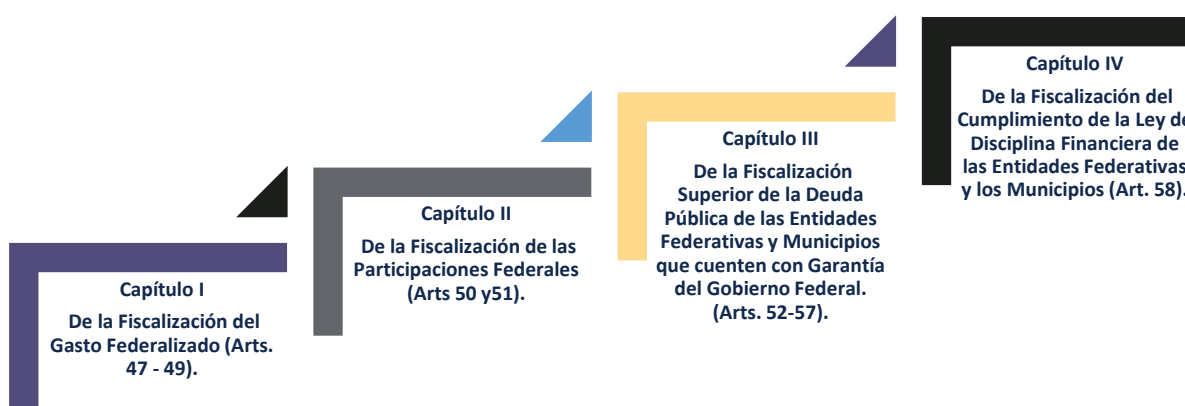 Capítulo I
De la Fiscalización del
Gasto Federalizado (Arts.
47 - 49).
Capítulo II
De la Fiscalización de las
Participaciones Federales
(Arts 50 y51).
Capítulo III
De la Fiscalización
Superior de la Deuda
Pública de las Entidades
Federativas y Municipios
que cuenten con Garantía
del Gobierno Federal.
(Arts. 52-57).
Capítulo IV
De la Fiscalización del
Cumplimiento de la Ley de
Disciplina Financiera de
las Entidades Federativas
y los Municipios (Art. 58).